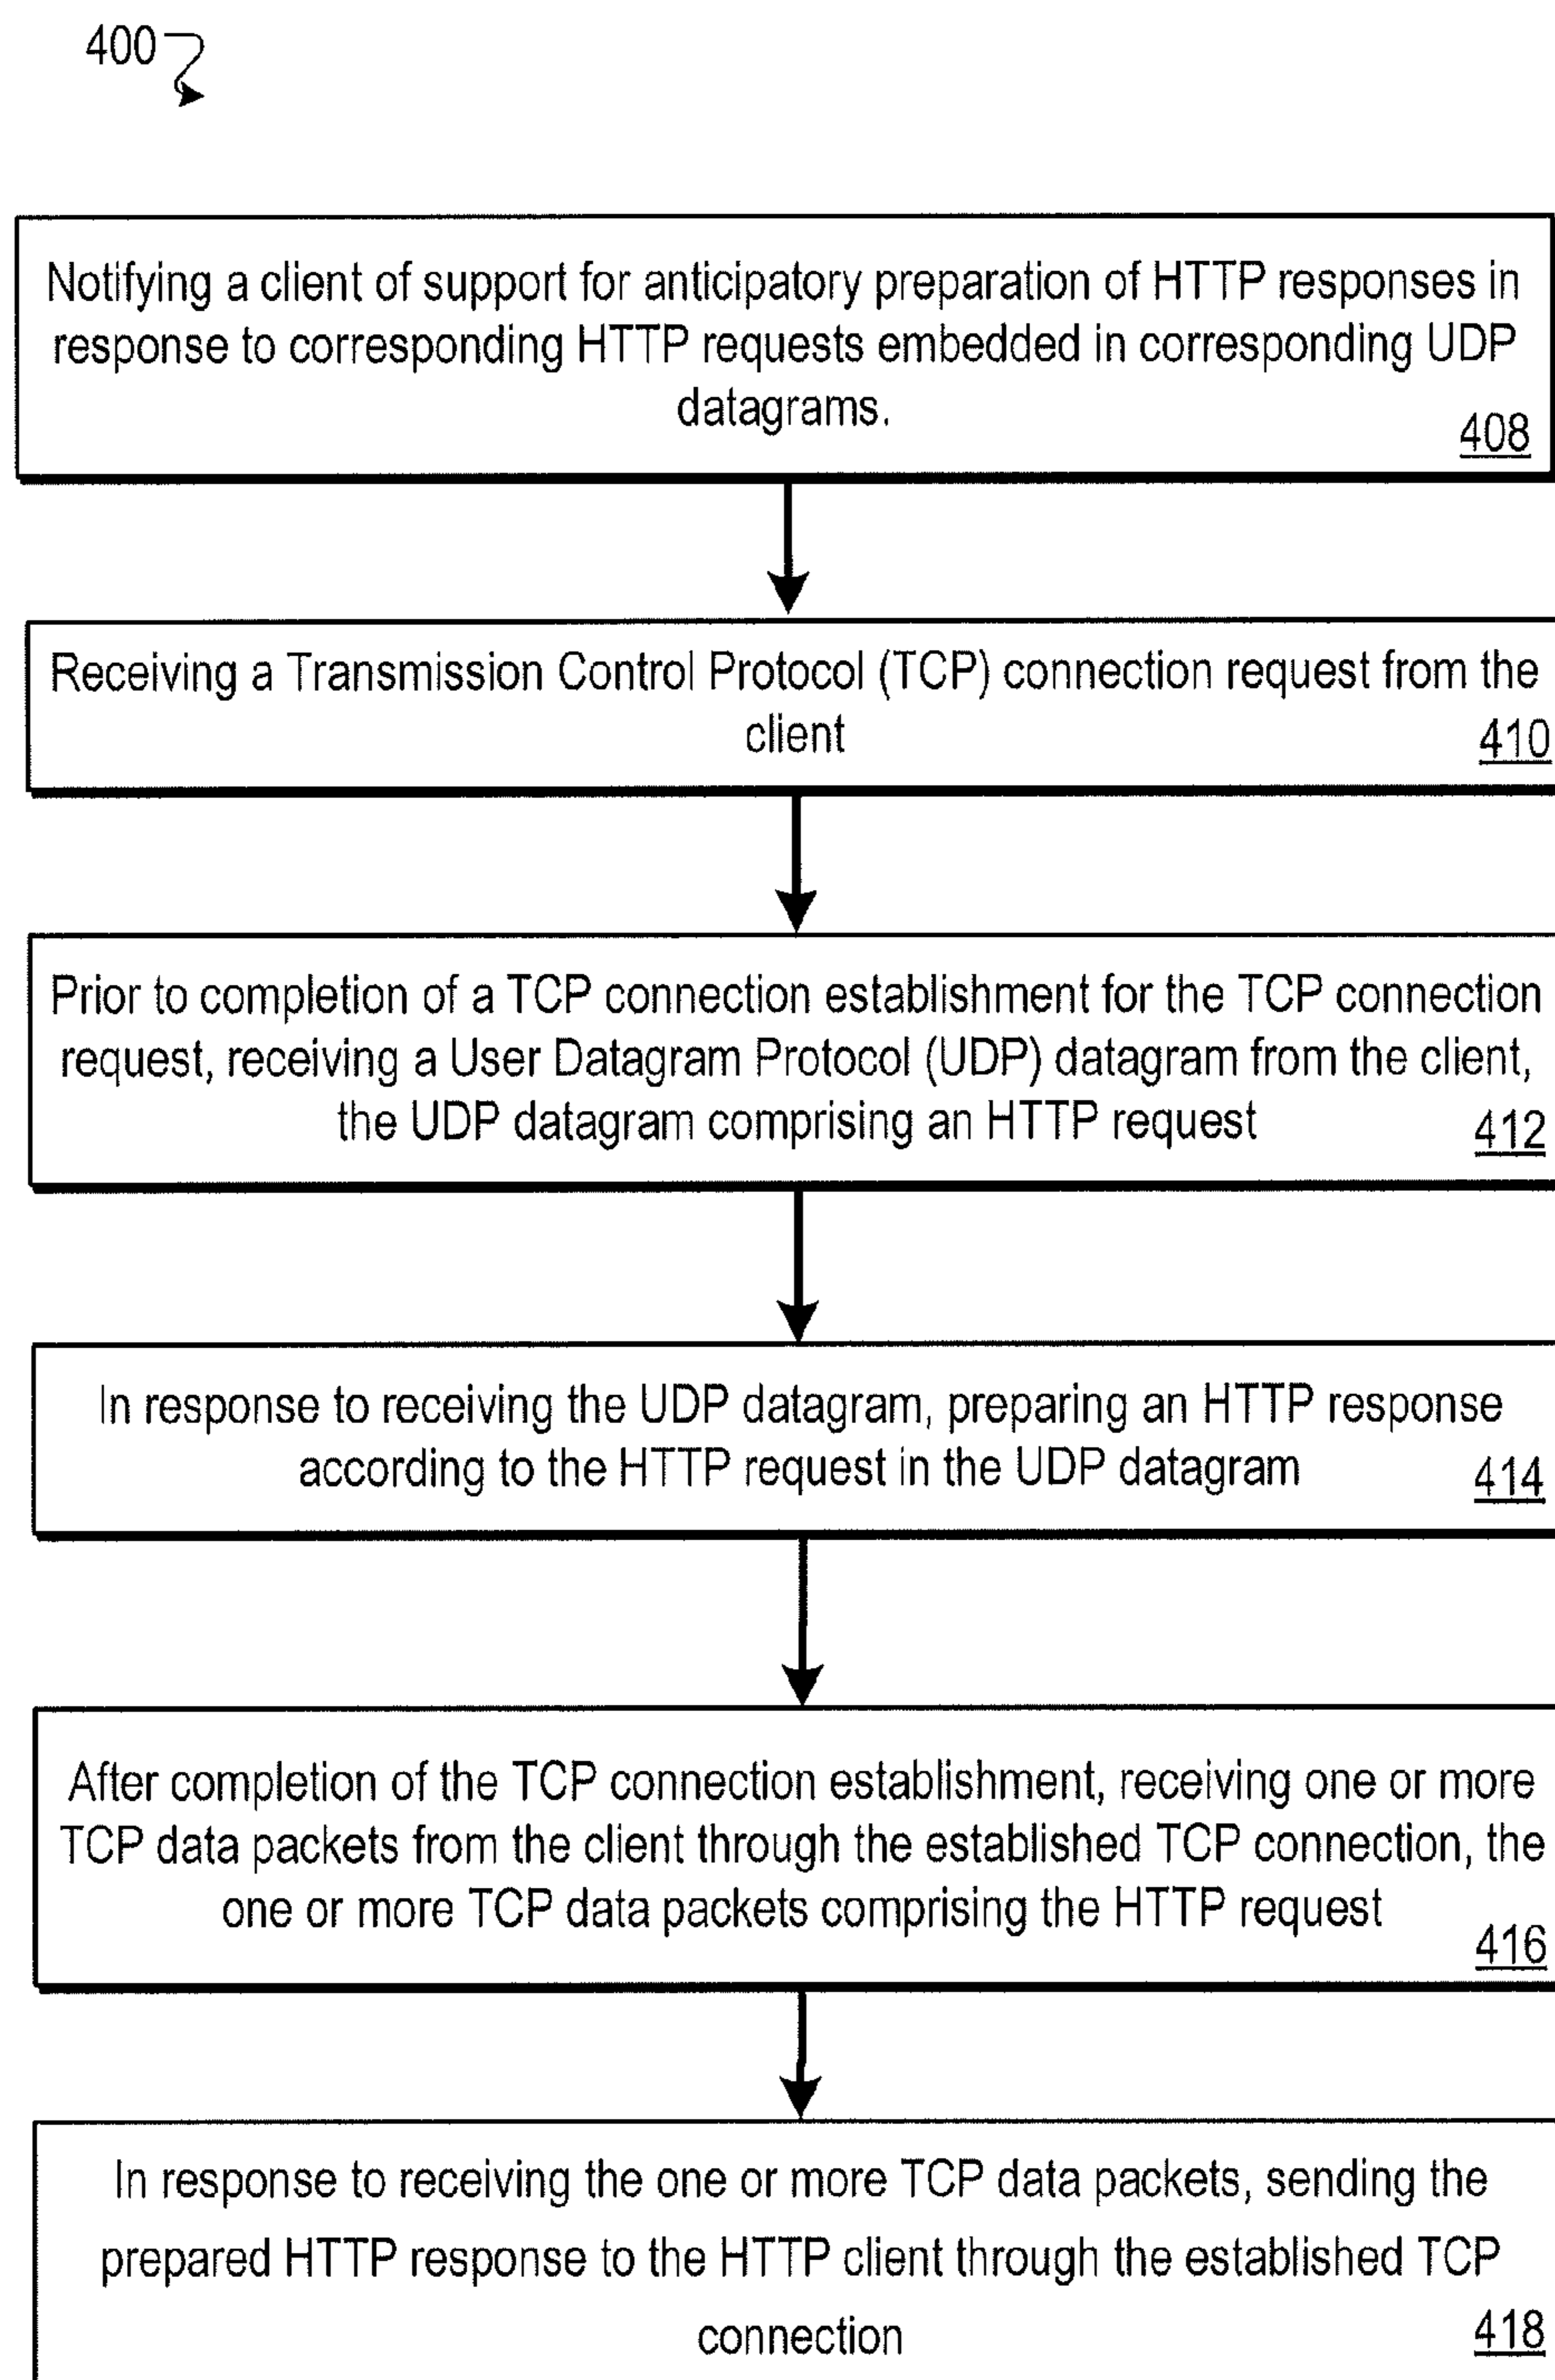 400
Notifying a client of support for anticipatory preparation of HTTP responses in
response to corresponding HTTP requests embedded in corresponding UDP
datagrams.
408
Receiving a Transmission Control Protocol (TCP) connection request from the
client
410
Prior to completion of a TCP connection establishment for the TCP connection
request, receiving a User Datagram Protocol (UDP) datagram from the client,
the UDP datagram comprising an HTTP request
412
In response to receiving the UDP datagram, preparing an HTTP response
according to the HTTP request in the UDP datagram
414
After completion of the TCP connection establishment, receiving one or more
TCP data packets from the client through the established TCP connection, the
one or more TCP data packets comprising the HTTP request
416
In response to receiving the one or more TCP data packets, sending the
prepared HTTP response to the HTTP client through the established TCP
connection
418